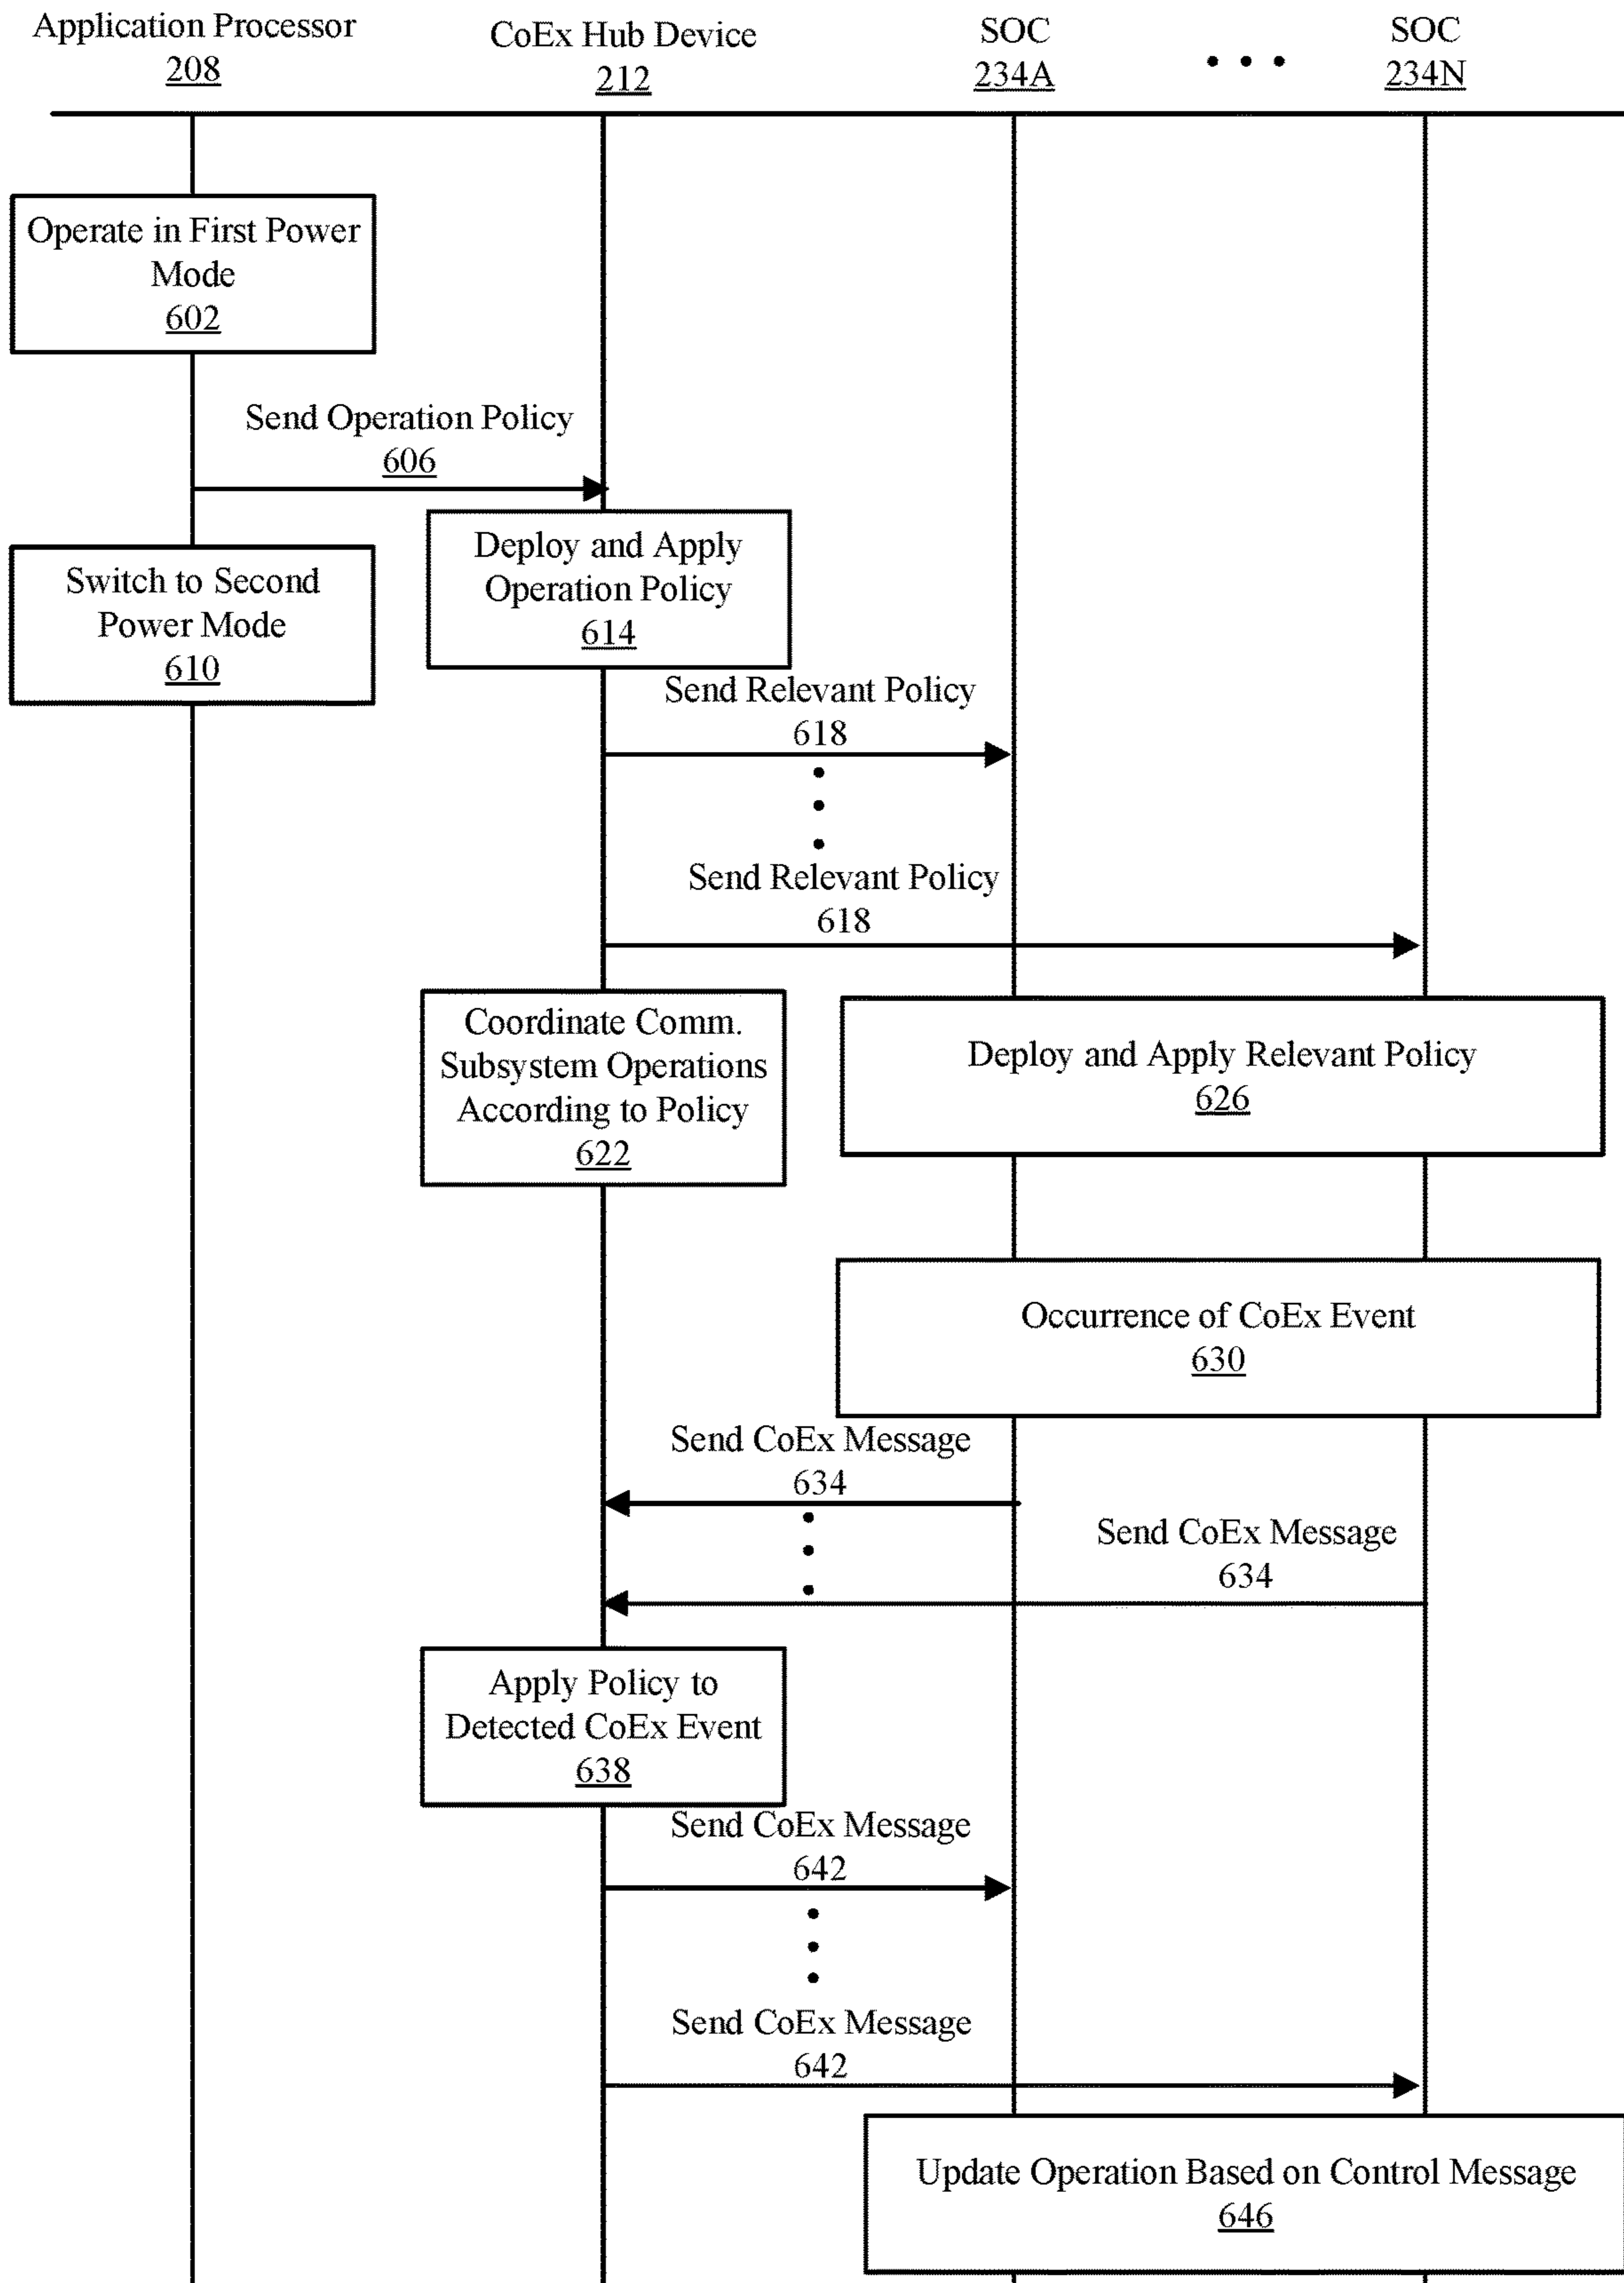 Application Processor
208
CoEx Hub Device
212
SOC
234A
• • •
SOC
234N
Operate in First Power
Mode
602
Send Operation Policy
606
Deploy and Apply
Operation Policy
614
Switch to Second
Power Mode
610
Send Relevant Policy
618
Send Relevant Policy
618
Coordinate Comm.
Subsystem Operations
According to Policy
622
Deploy and Apply Relevant Policy
626
Occurrence of CoEx Event
630
Send CoEx Message
634
Send CoEx Message
634
Apply Policy to
Detected CoEx Event
638
Send CoEx Message
642
Send CoEx Message
642
Update Operation Based on Control Message
646